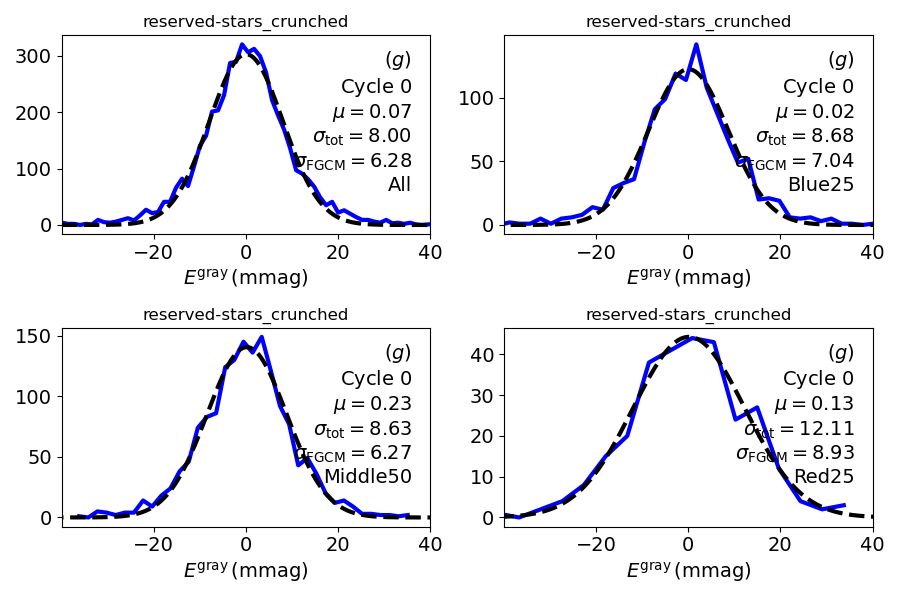 reserved-stars_crunched
300
200
100
0
−20
0
20
40
(g)
Cycle 0
μ = 0.07
σtot = 8.00
σFGCM = 6.28
All
Egray (mmag)
reserved-stars_crunched
100
50
0
−20
0
20
40
(g)
Cycle 0
μ = 0.02
σtot = 8.68
σFGCM = 7.04
Blue25
Egray (mmag)
reserved-stars_crunched
150
100
50
0
−20
0
20
40
(g)
Cycle 0
μ = 0.23
σtot = 8.63
σFGCM = 6.27
Middle50
Egray (mmag)
reserved-stars_crunched
40
30
20
10
0
−20
0
20
40
(g)
Cycle 0
μ = 0.13
σtot = 12.11
σFGCM = 8.93
Red25
Egray (mmag)